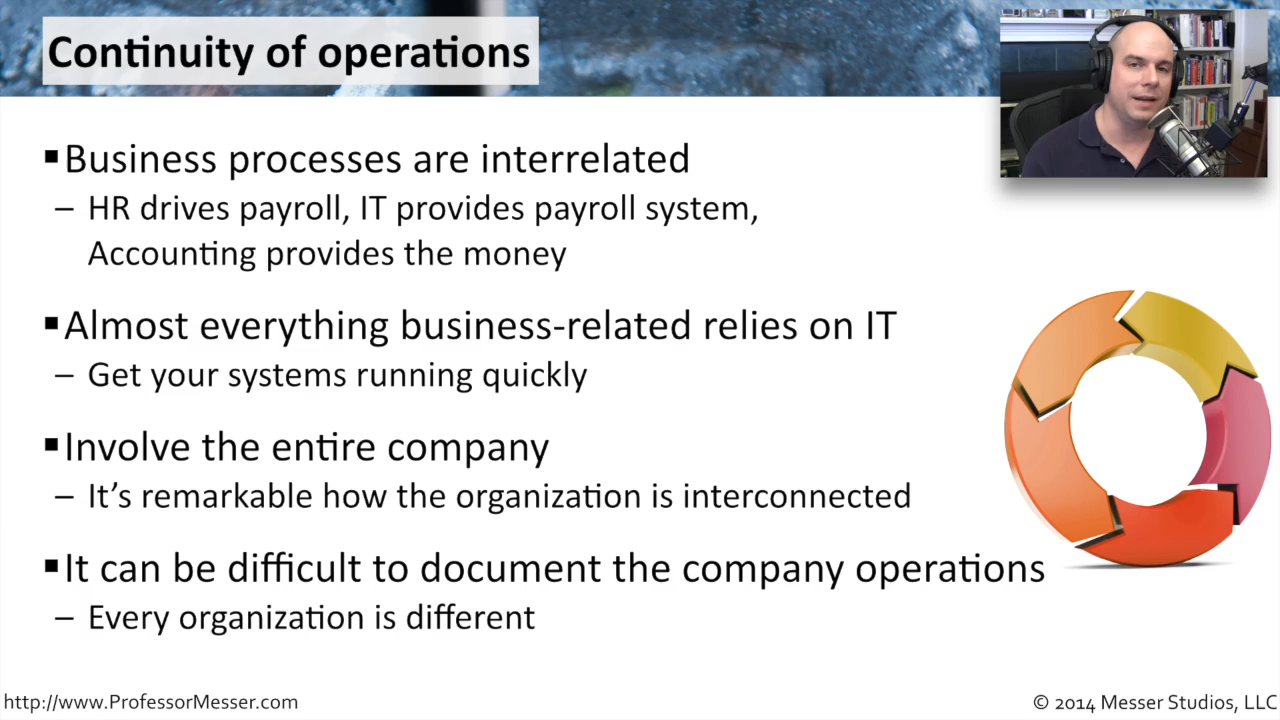 Continuity of operations
▪Business processes are interrelated
– HR drives payroll, IT provides payroll system,
Accounting provides the money
▪Almost everything business-related relies on IT
– Get your systems running quickly
▪Involve the entire company
– It's remarkable how the organization is interconnected
▪It can be difficult to document the company operations
– Every organization is different
http://www.ProfessorMesser.com
© 2014 Messer Studios, LLC